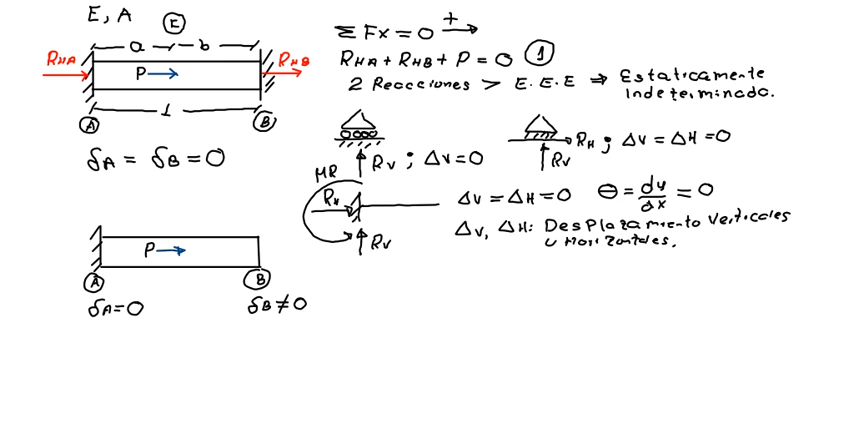 E, A
E
a b
RHA
P
RHB
L
A
B
δA = δB = 0
ΣFx = 0 +
RHA + RHB + P = 0 1
2 Reacciones > E.E.E ⇒ Estaticamente
Indeterminado.
Rv ; Δv = 0
RH ; Δv = ΔH = 0
Rv
MR
RH
Rv
Δv = ΔH = 0 θ = dy/dx = 0
Δv, ΔH: Desplazamiento Verticales
u Horizontales.
P
A
B
δA = 0
δB ≠ 0